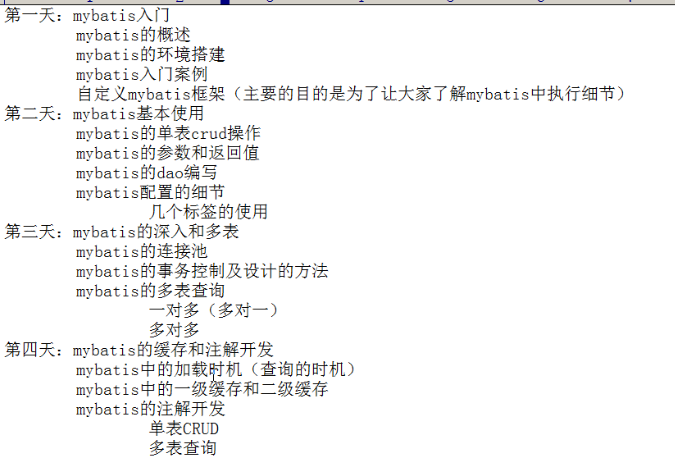 第一天：mybatis入门
mybatis的概述
mybatis的环境搭建
mybatis入门案例
自定义mybatis框架（主要的目的是为了让大家了解mybatis中执行细节）
第二天：mybatis基本使用
mybatis的单表crud操作
mybatis的参数和返回值
mybatis的dao编写
mybatis配置的细节
几个标签的使用
第三天：mybatis的深入和多表
mybatis的连接池
mybatis的事务控制及设计的方法
mybatis的多表查询
一对多（多对一）
多对多
第四天：mybatis的缓存和注解开发
mybatis中的加载时机（查询的时机）
mybatis中的一级缓存和二级缓存
mybatis的注解开发
单表CRUD
多表查询